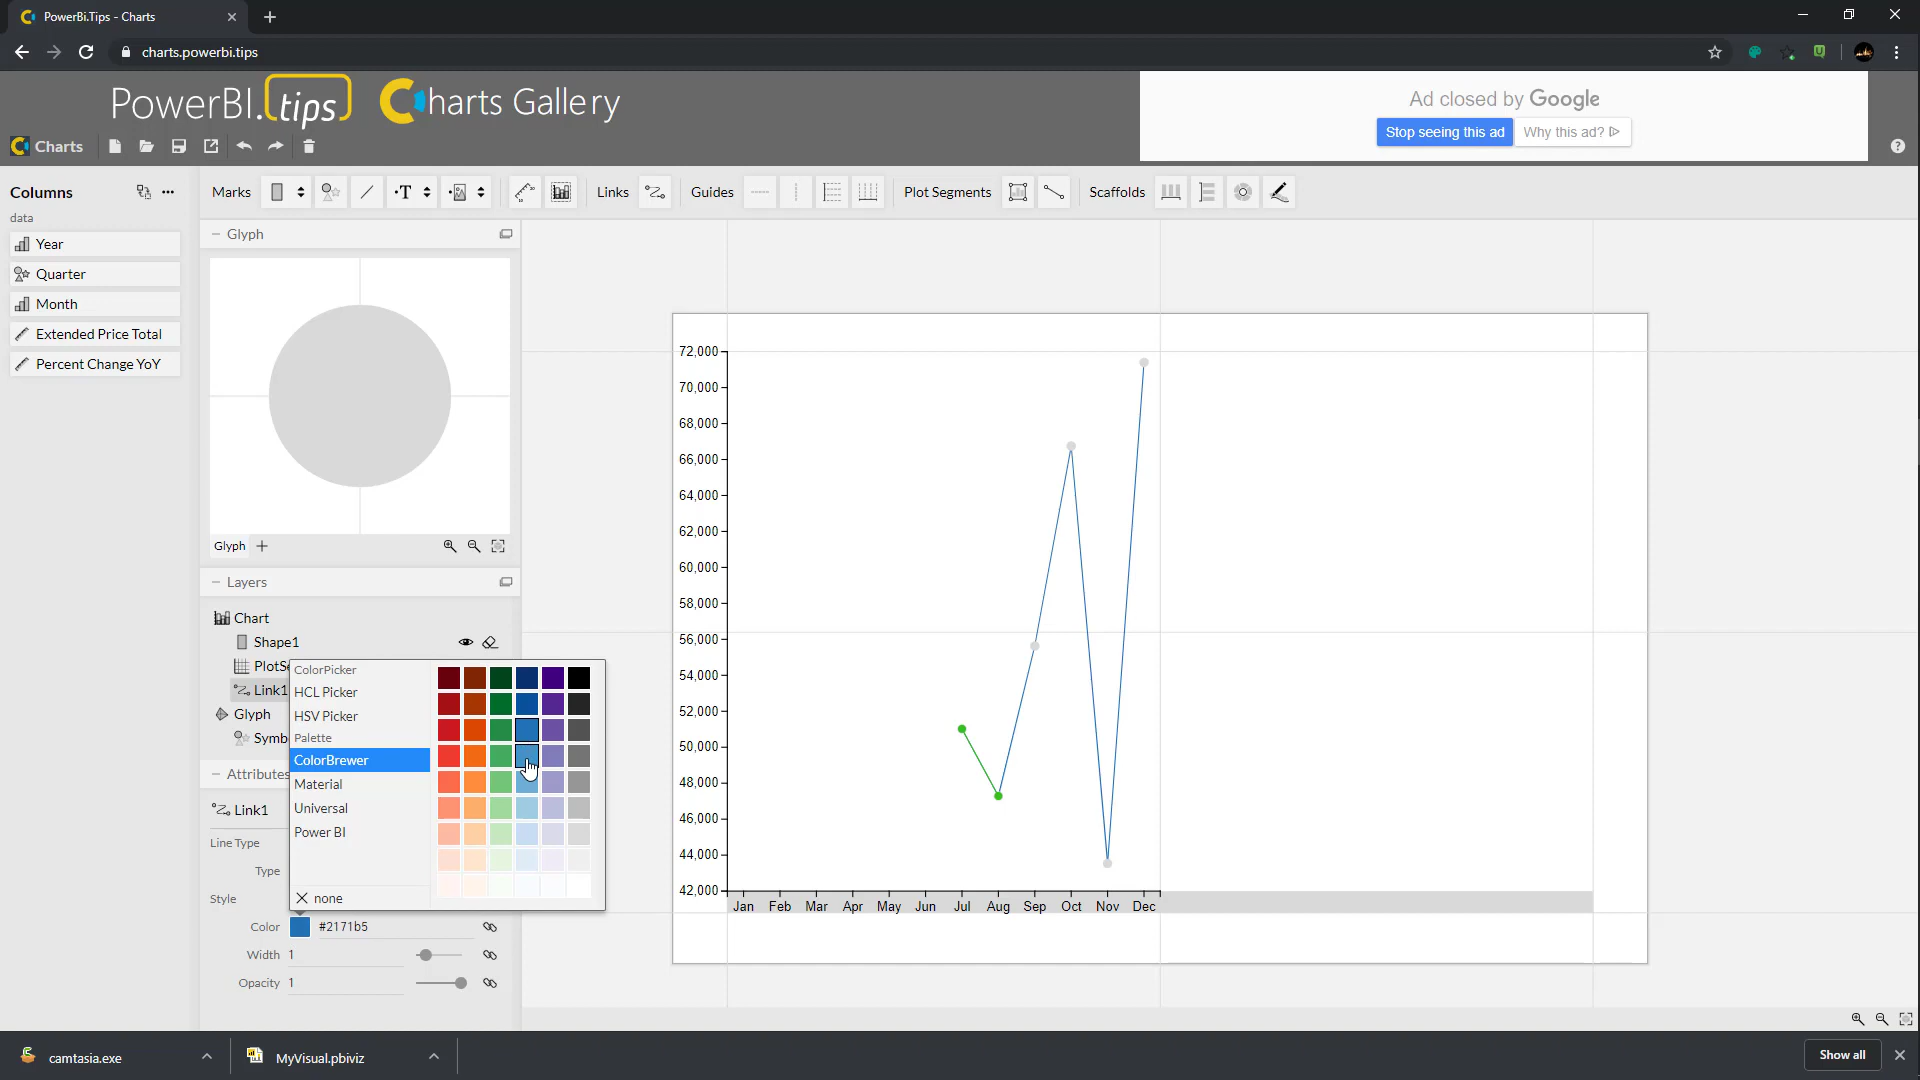 PowerBi.Tips - Charts
charts.powerbi.tips
PowerBI.tips Charts Gallery
Ad closed by Google
Stop seeing this ad Why this ad?
Charts
Columns
data
Year
Quarter
Month
Extended Price Total
Percent Change YoY
Marks T Links Guides Plot Segments Scaffolds
Glyph
Glyph
Layers
Chart
Shape1
PlotSe
Link1
Glyph
Symb
Attributes
Link1
Line Type
Type
Style
Color #2171b5
Width 1
Opacity 1
ColorPicker
HCL Picker
HSV Picker
Palette
ColorBrewer
Material
Universal
Power BI
none
72,000
70,000
68,000
66,000
64,000
62,000
60,000
58,000
56,000
54,000
52,000
50,000
48,000
46,000
44,000
42,000
Jan Feb Mar Apr May Jun Jul Aug Sep Oct Nov Dec
camtasia.exe
MyVisual.pbiviz
Show all